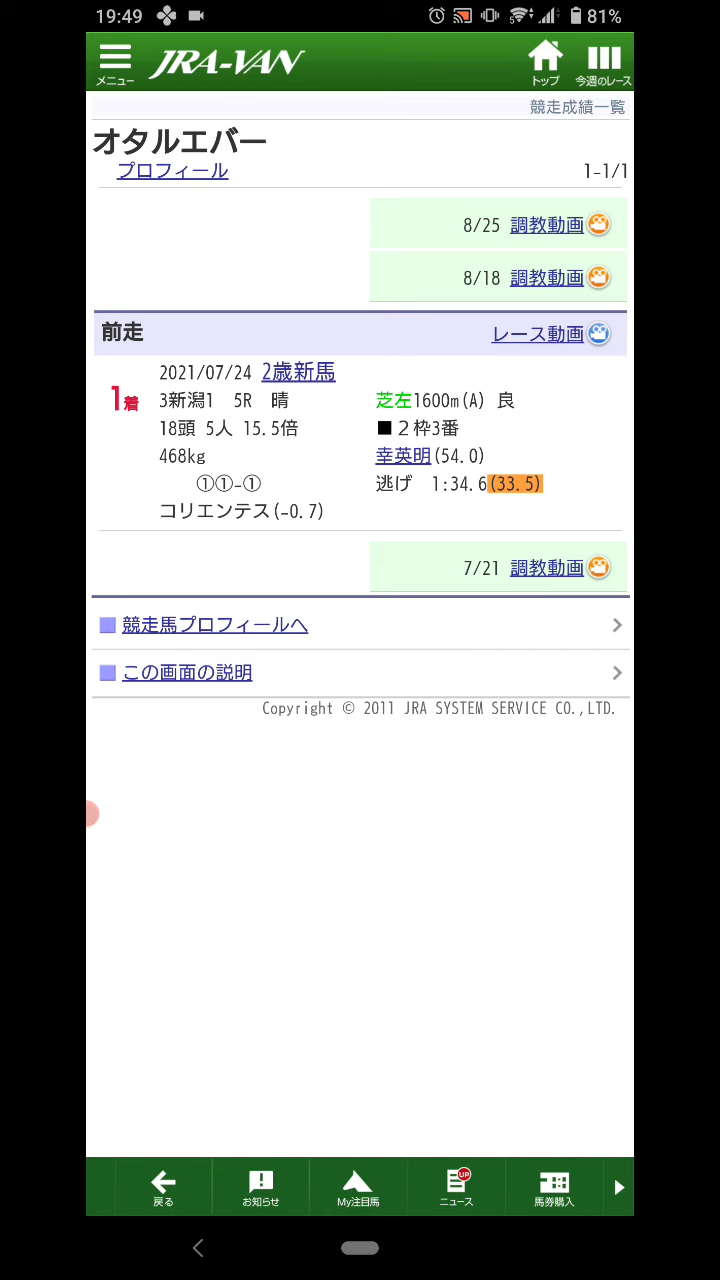 19:49 5 81%
メニュー JRA-VAN トップ 今週のレース
競走成績一覧
オタルエバー
プロフィール 1-1/1
8/25 調教動画
8/18 調教動画
前走 レース動画
2021/07/24 2歳新馬
1着 3新潟1 5R 晴 芝左1600m(A) 良
18頭 5人 15.5倍 ■2枠3番
468kg 幸英明(54.0)
①①-① 逃げ 1:34.6(33.5)
コリエンテス(-0.7)
7/21 調教動画
競走馬プロフィールへ
この画面の説明
Copyright © 2011 JRA SYSTEM SERVICE CO.,LTD.
戻る お知らせ My注目馬 UP ニュース 馬券購入